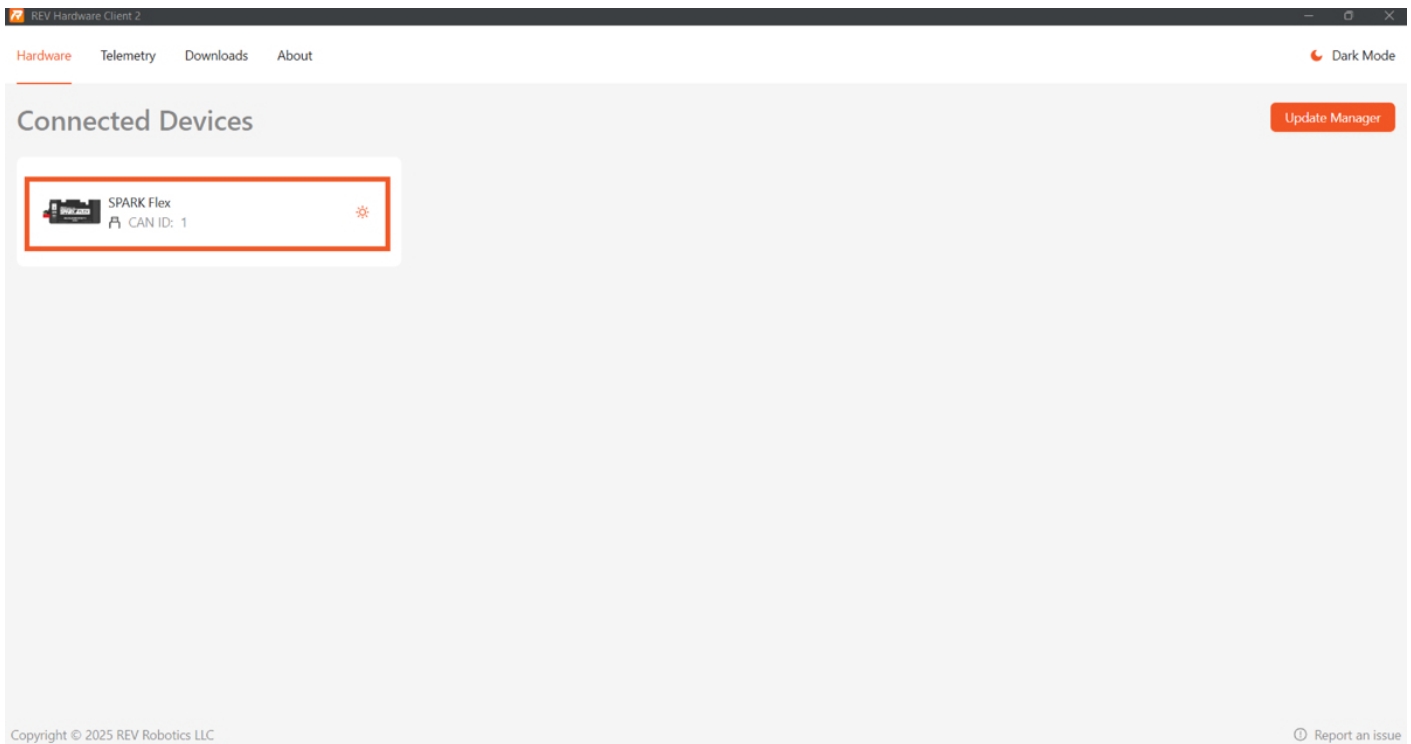 REV Hardware Client 2
Hardware Telemetry Downloads About Dark Mode
Connected Devices
Update Manager
SPARK Flex
CAN ID: 1
Copyright © 2025 REV Robotics LLC
Report an issue